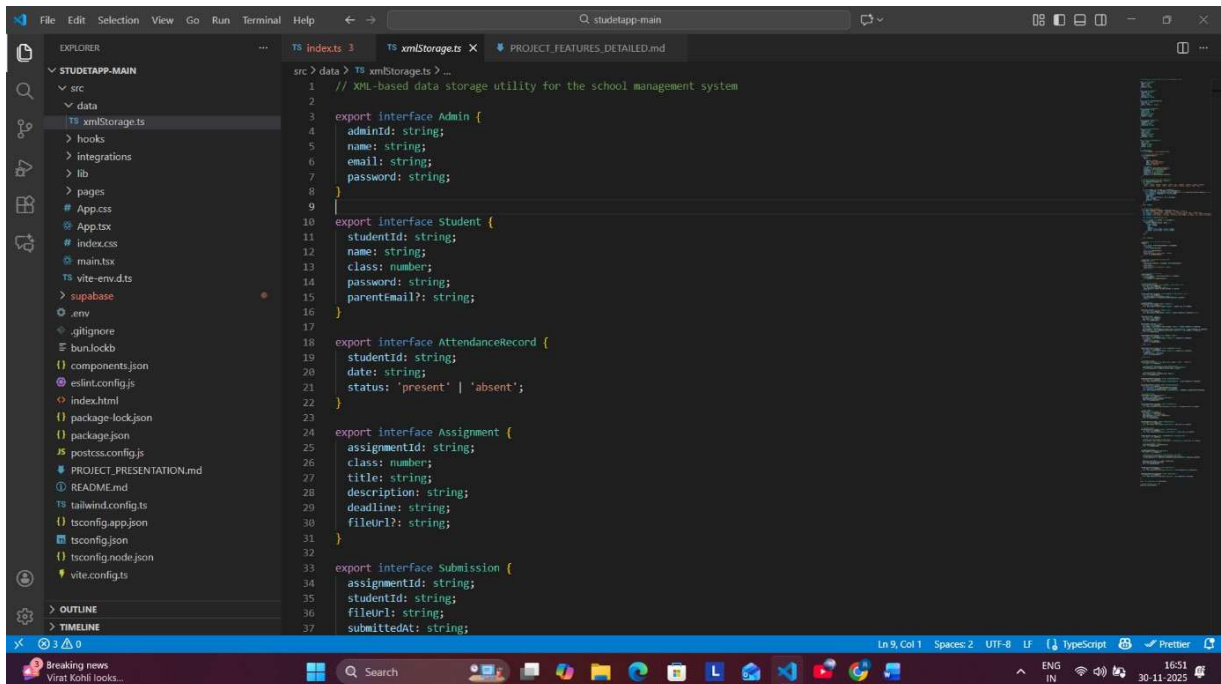 File Edit Selection View Go Run Terminal Help
studetapp-main
EXPLORER
STUDETAPP-MAIN
src
data
TS xmlStorage.ts
hooks
integrations
lib
pages
# App.css
App.tsx
# index.css
main.tsx
TS vite-env.d.ts
supabase
.env
.gitignore
bun.lockb
{} components.json
eslint.config.js
index.html
{} package-lock.json
{} package.json
JS postcss.config.js
PROJECT_PRESENTATION.md
README.md
TS tailwind.config.ts
{} tsconfig.app.json
tsconfig.json
{} tsconfig.node.json
vite.config.ts
OUTLINE
TIMELINE
TS index.ts 3 TS xmlStorage.ts PROJECT_FEATURES_DETAILED.md
src > data > TS xmlStorage.ts > ...
1 // XML-based data storage utility for the school management system
2
3 export interface Admin {
4 adminId: string;
5 name: string;
6 email: string;
7 password: string;
8 }
9
10 export interface Student {
11 studentId: string;
12 name: string;
13 class: number;
14 password: string;
15 parentEmail?: string;
16 }
17
18 export interface AttendanceRecord {
19 studentId: string;
20 date: string;
21 status: 'present' | 'absent';
22 }
23
24 export interface Assignment {
25 assignmentId: string;
26 class: number;
27 title: string;
28 description: string;
29 deadline: string;
30 fileUrl?: string;
31 }
32
33 export interface Submission {
34 assignmentId: string;
35 studentId: string;
36 fileUrl: string;
37 submittedAt: string;
3 0 Ln 9, Col 1 Spaces: 2 UTF-8 LF {} TypeScript Prettier
3 Breaking news
Virat Kohli looks...
Search
L
ENG
IN
16:51
30-11-2025